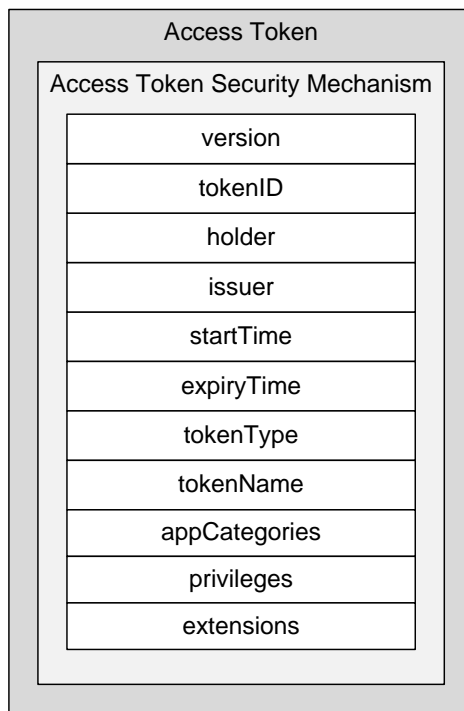 Access Token
Access Token Security Mechanism
version
tokenID
holder
issuer
startTime
expiryTime
tokenType
tokenName
appCategories
privileges
extensions